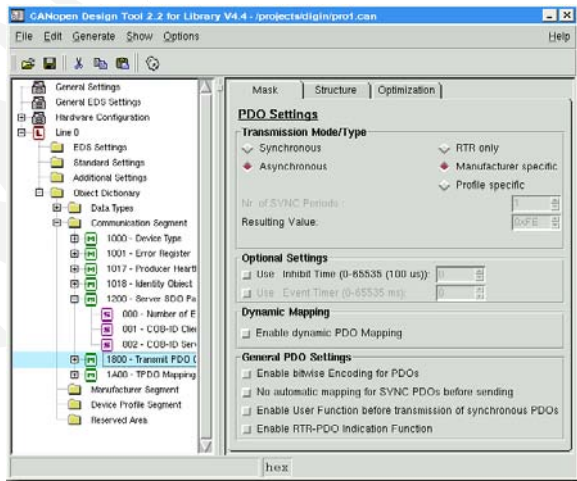 CANopen Design Tool 2.2 for Library V4.4 - /projects/digin/pro1.can
File Edit Generate Show Options Help
General Settings
General EDS Settings
Hardware Configuration
Line 0
EDS Settings
Standard Settings
Additional Settings
Object Dictionary
Data Types
Communication Segment
1000 - Device Type
1001 - Error Register
1017 - Producer Heartl
1018 - Identity Object
1200 - Server SDO Pa
000 - Number of E
001 - COB-ID Clie
002 - COB-ID Serv
1800 - Transmit PDO C
1A00 - TPDO Mapping
Manufacturer Segment
Device Profile Segment
Reserved Area
Mask Structure Optimization
PDO Settings
Transmission Mode/Type
Synchronous RTR only
Asynchronous Manufacturer specific
Profile specific
Nr. of SYNC Periods : 1
Resulting Value: 0xFE
Optional Settings
Use Inhibit Time (0-65535 (100 us)): 0
Use Event Timer (0-65535 ms): 0
Dynamic Mapping
Enable dynamic PDO Mapping
General PDO Settings
Enable bitwise Encoding for PDOs
No automatic mapping for SYNC PDOs before sending
Enable User Function before transmission of synchronous PDOs
Enable RTR-PDO Indication Function
hex